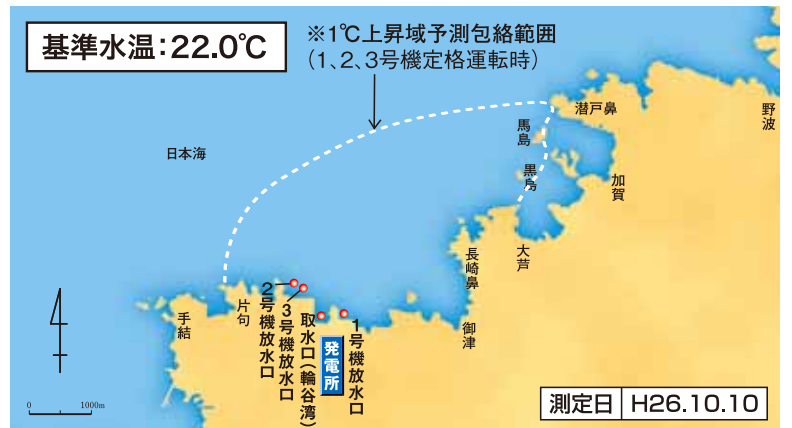 基準水温：22.0℃
※1℃上昇域予測包絡範囲
（1、2、3号機定格運転時）
日本海
潜戸鼻
野波
馬島
黒島
加賀
大芦
長崎鼻
御津
手結
片句
2号機放水口
3号機放水口
取水口（輪谷湾）
発電所
1号機放水口
0 1000m
測定日 H26.10.10